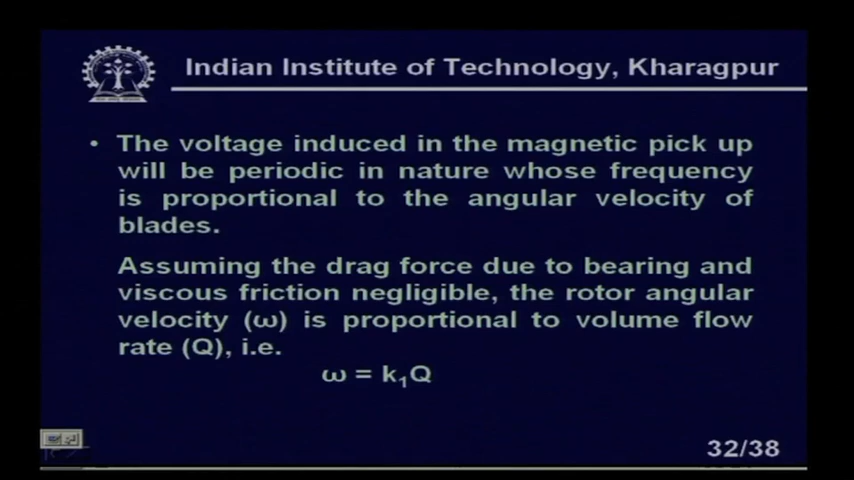 Indian Institute of Technology, Kharagpur
• The voltage induced in the magnetic pick up
will be periodic in nature whose frequency
is proportional to the angular velocity of
blades.
Assuming the drag force due to bearing and
viscous friction negligible, the rotor angular
velocity (ω) is proportional to volume flow
rate (Q), i.e.
ω = k₁Q
32/38